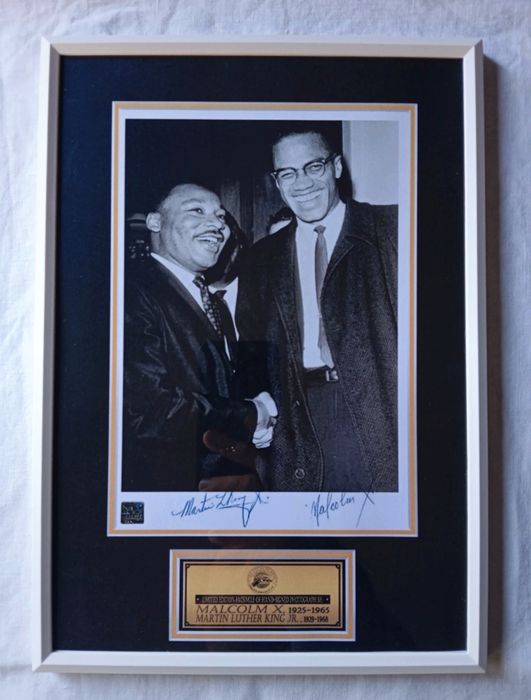 Martin L King Jr
Malcolm X
LIMITED EDITION FACSIMILE OF HAND-SIGNED PHOTOGRAPH BY
MALCOLM X, 1925-1965
MARTIN LUTHER KING JR., 1929-1968